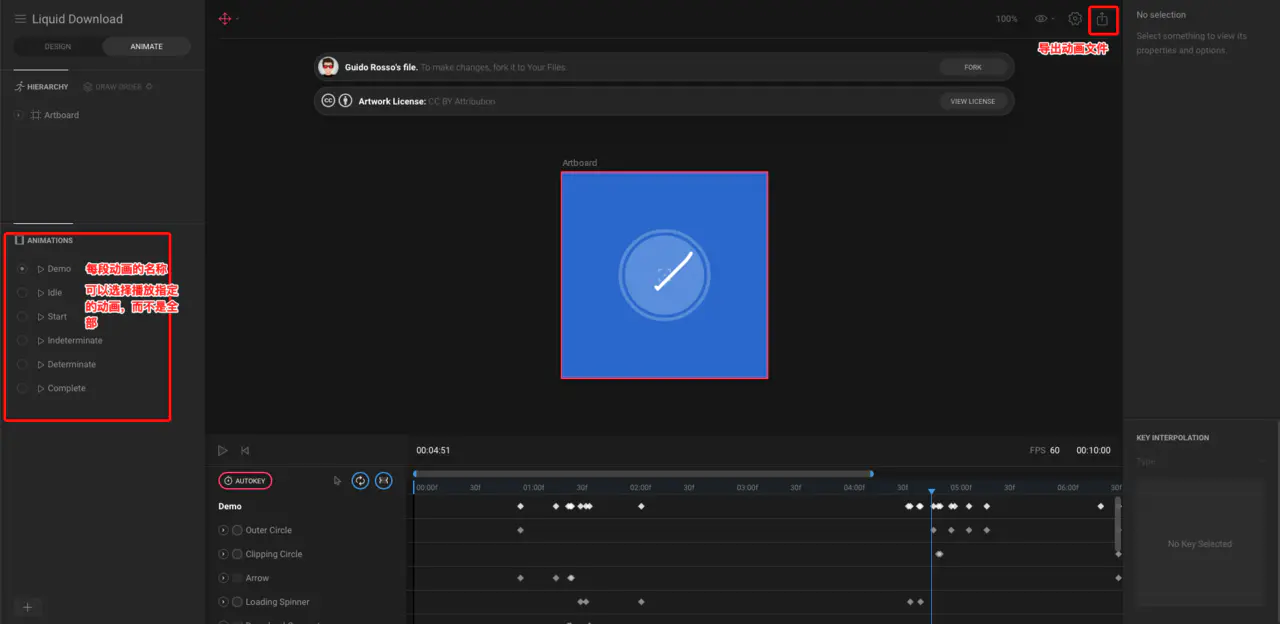 Liquid Download
DESIGN
ANIMATE
HIERARCHY
DRAW ORDER
Artboard
ANIMATIONS
Demo
每段动画的名称
Idle
可以选择播放指定
的动画，而不是全
部
Start
Indeterminate
Determinate
Complete
100%
导出动画文件
Guido Rosso's file. To make changes, fork it to Your Files.
FORK
Artwork License: CC BY Attribution
VIEW LICENSE
Artboard
No selection
Select something to view its
properties and options.
00:04:51
FPS 60
00:10:00
AUTOKEY
00:00f 30f 01:00f 30f 02:00f 30f 03:00f 30f 04:00f 30f 05:00f 30f 06:00f 30f
Demo
Outer Circle
Clipping Circle
Arrow
Loading Spinner
KEY INTERPOLATION
Type
No Key Selected